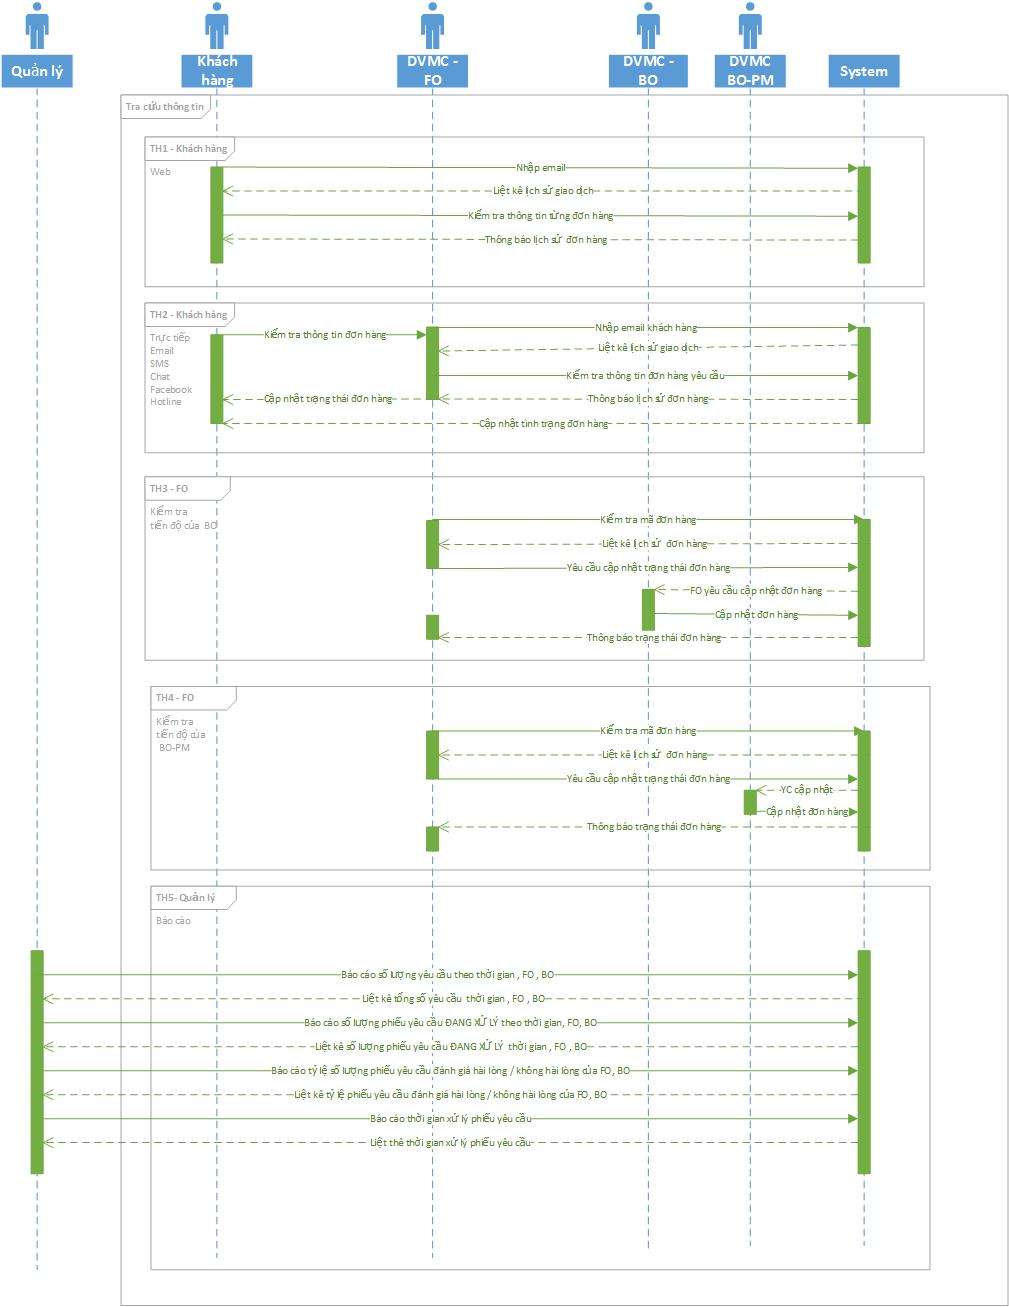 Quản lý
Khách
hàng
DVMC -
FO
DVMC -
BO
DVMC
BO-PM
System
Tra cứu thông tin
TH1 - Khách hàng
Web
Nhập email
Liệt kê lịch sử giao dịch
Kiểm tra thông tin từng đơn hàng
Thông báo lịch sử đơn hàng
TH2 - Khách hàng
Trực tiếp
Email
SMS
Chat
Facebook
Hotline
Kiểm tra thông tin đơn hàng
Nhập email khách hàng
Liệt kê lịch sử giao dịch
Kiểm tra thông tin đơn hàng yêu cầu
Cập nhật trạng thái đơn hàng
Thông báo lịch sử đơn hàng
Cập nhật tình trạng đơn hàng
TH3 - FO
Kiểm tra
tiến độ của BO
Kiểm tra mã đơn hàng
Liệt kê lịch sử đơn hàng
Yêu cầu cập nhật trạng thái đơn hàng
FO yêu cầu cập nhật đơn hàng
Cập nhật đơn hàng
Thông báo trạng thái đơn hàng
TH4 - FO
Kiểm tra
tiến độ của
BO-PM
Kiểm tra mã đơn hàng
Liệt kê lịch sử đơn hàng
Yêu cầu cập nhật trạng thái đơn hàng
YC cập nhật
Cập nhật đơn hàng
Thông báo trạng thái đơn hàng
TH5- Quản lý
Báo cáo
Báo cáo số lượng yêu cầu theo thời gian , FO , BO
Liệt kê tổng số yêu cầu thời gian , FO , BO
Báo cáo số lượng phiếu yêu cầu ĐANG XỬ LÝ theo thời gian, FO, BO
Liệt kê số lượng phiếu yêu cầu ĐANG XỬ LÝ thời gian , FO , BO
Báo cáo tỷ lệ số lượng phiếu yêu cầu đánh giá hài lòng / không hài lòng của FO, BO
Liệt kê tỷ lệ phiếu yêu cầu đánh giá hài lòng / không hài lòng của FO, BO
Báo cáo thời gian xử lý phiếu yêu cầu
Liệt thê thời gian xử lý phiếu yêu cầu